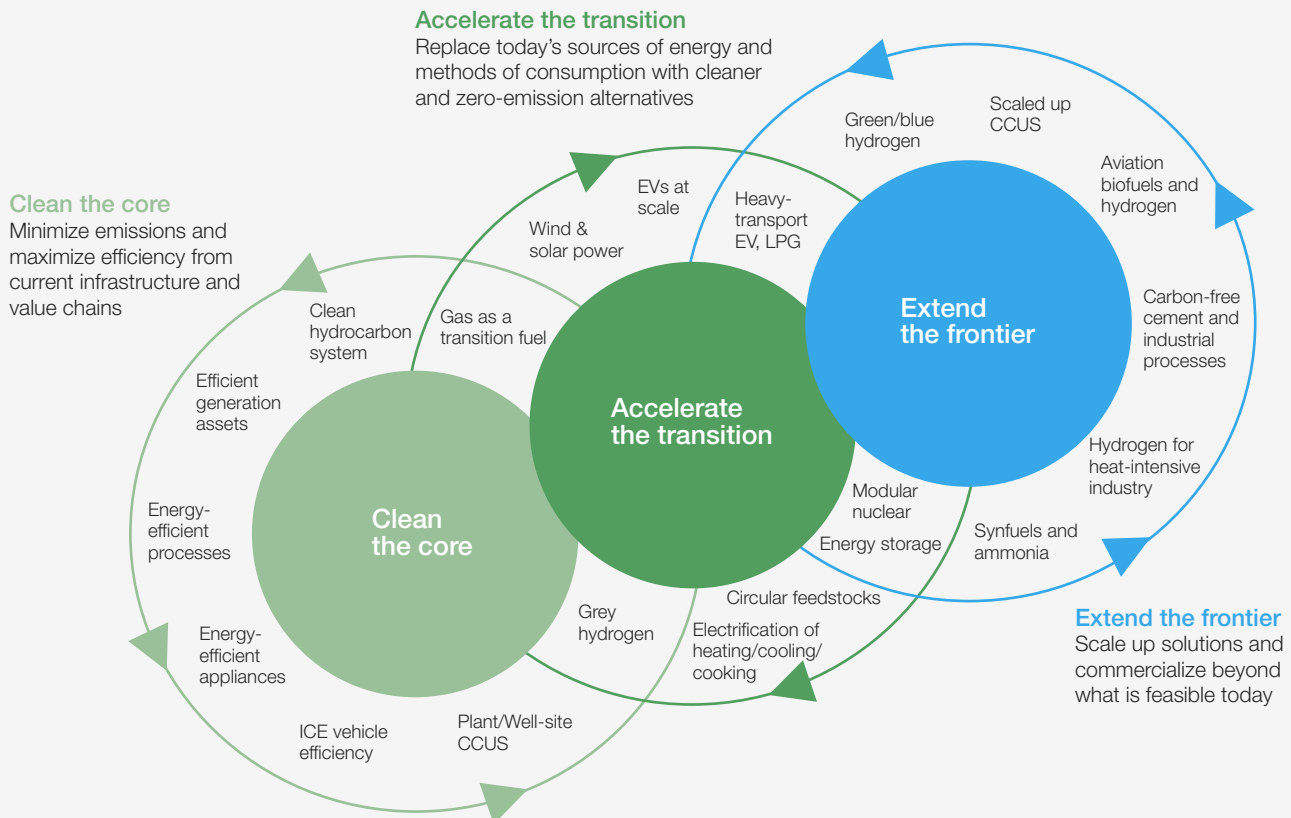 Accelerate the transition
Replace today's sources of energy and
methods of consumption with cleaner
and zero-emission alternatives
Clean the core
Minimize emissions and
maximize efficiency from
current infrastructure and
value chains
Green/blue
hydrogen
Scaled up
CCUS
Aviation
biofuels and
hydrogen
EVs at
scale
Heavy-
transport
EV, LPG
Wind &
solar power
Clean
hydrocarbon
system
Gas as a
transition fuel
Extend
the frontier
Carbon-free
cement and
industrial
processes
Efficient
generation
assets
Accelerate
the transition
Hydrogen for
heat-intensive
industry
Energy-
efficient
processes
Clean
the core
Modular
nuclear
Energy storage
Synfuels and
ammonia
Circular feedstocks
Grey
hydrogen
Electrification of
heating/cooling/
cooking
Energy-
efficient
appliances
ICE vehicle
efficiency
Plant/Well-site
CCUS
Extend the frontier
Scale up solutions and
commercialize beyond
what is feasible today